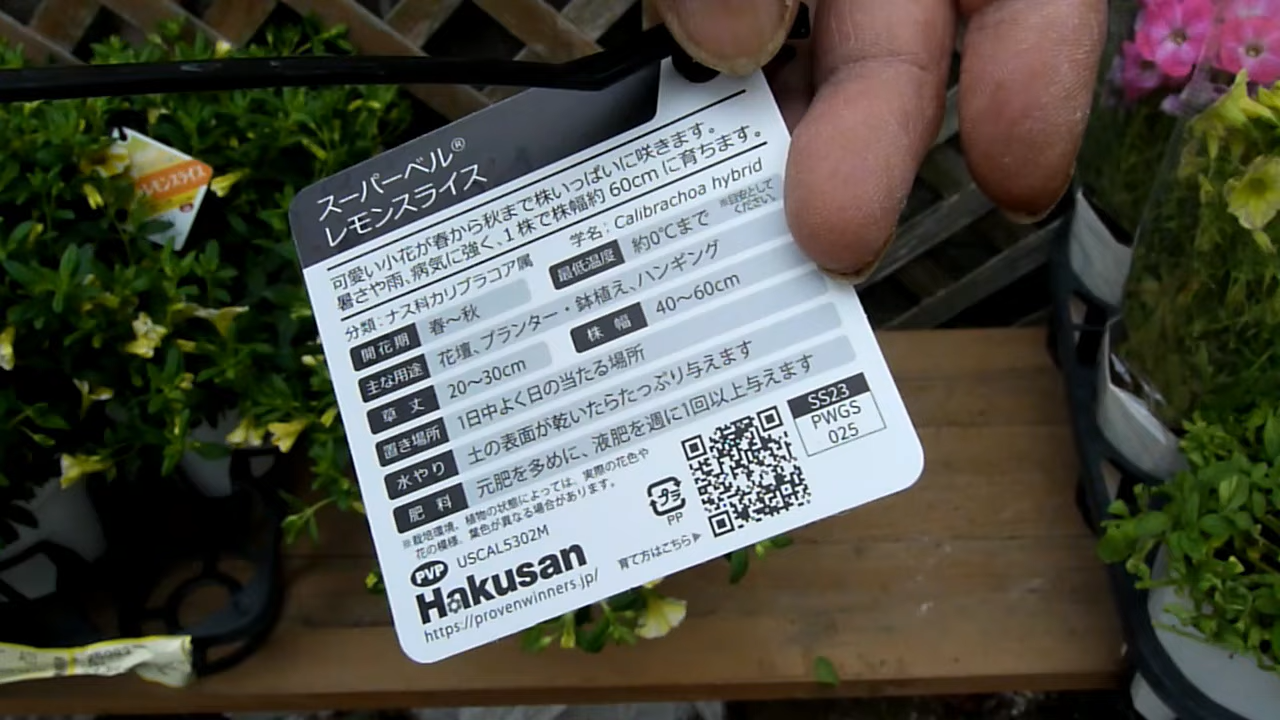 スーパーベル®
レモンスライス
可愛い小花が春から秋まで株いっぱいに咲きます。
暑さや雨、病気に強く、1株で株幅約60cmに育ちます。
分類:ナス科カリブラコア属 学名:Calibrachoa hybrid
開花期 春〜秋 最低温度 約0℃まで ※目安としてください。
主な用途 花壇、プランター・鉢植え、ハンギング
草丈 20〜30cm 株幅 40〜60cm
置き場所 1日中よく日の当たる場所
水やり 土の表面が乾いたらたっぷり与えます
肥料 元肥を多めに、液肥を週に1回以上与えます
※栽培環境、植物の状態によっては、実際の花色や
花の模様、葉色が異なる場合があります。
PVP USCAL5302M
Hakusan
https://provenwinners.jp/
プラ
PP
育て方はこちら▶
SS23
PWGS
025
レモンスライス